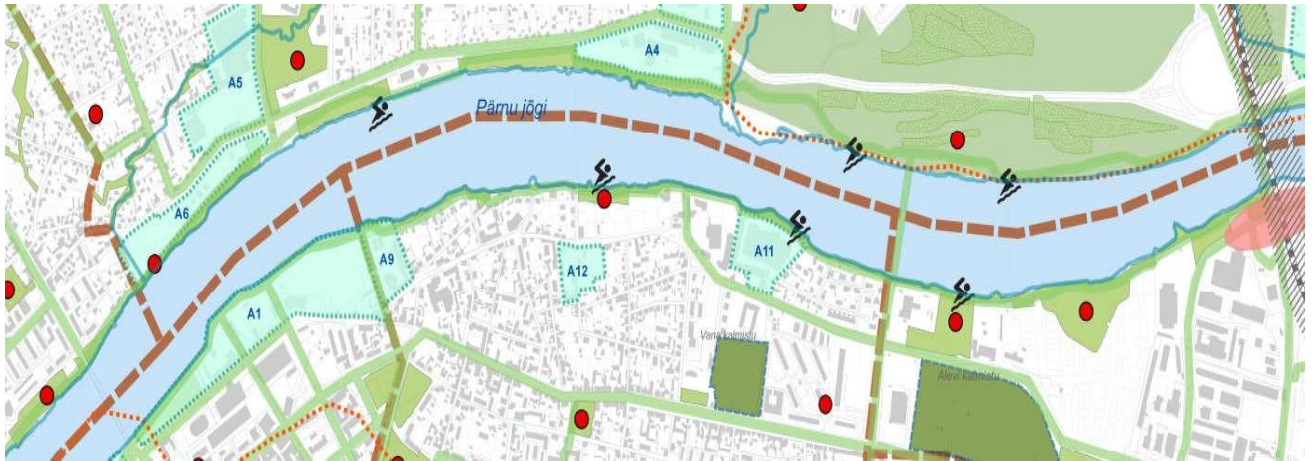 A4
A5
Pärnu jõgi
A6
A9
A12
A11
A1
Vana kalmistu
Alevi kalmistu